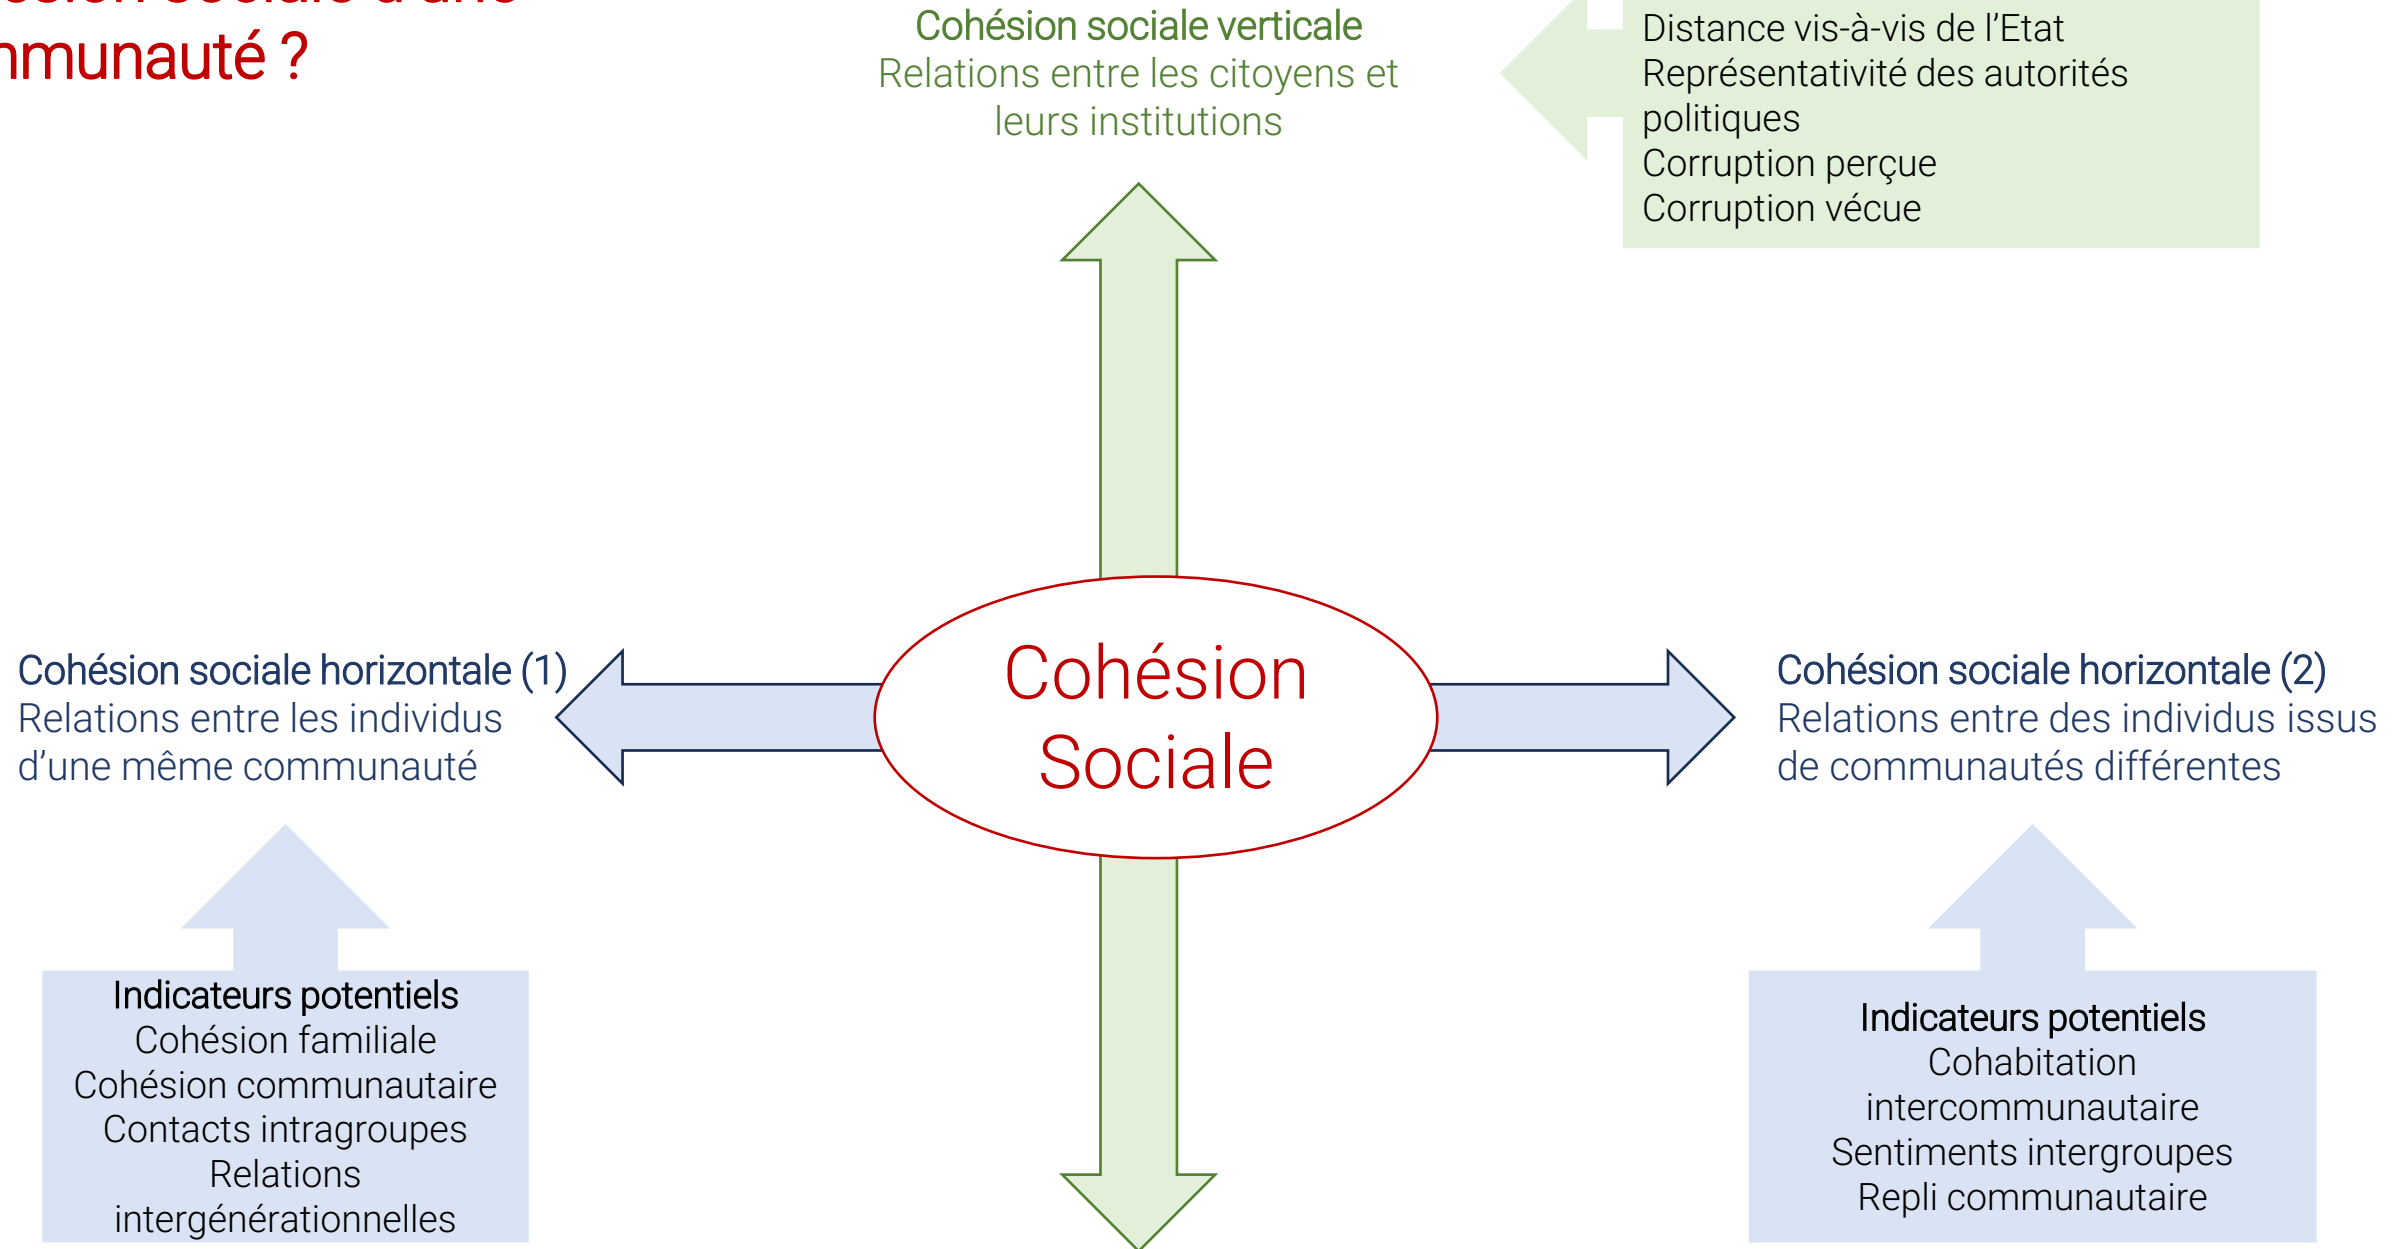 sociale d'une
?
Cohésion sociale verticale
Relations entre les citoyens et
leurs institutions
Distance vis-à-vis de l’Etat
Représentativité des autorités
politiques
Corruption perçue
Corruption vécue
Cohésion sociale horizontale (1)
Relations entre les individus
d’une même communauté
Cohésion
Sociale
Cohésion sociale horizontale (2)
Relations entre des individus issus
de communautés différentes
Indicateurs potentiels
Cohésion familiale
Cohésion communautaire
Contacts intragroupes
Relations
intergénérationnelles
Indicateurs potentiels
Cohabitation
intercommunautaire
Sentiments intergroupes
Repli communautaire